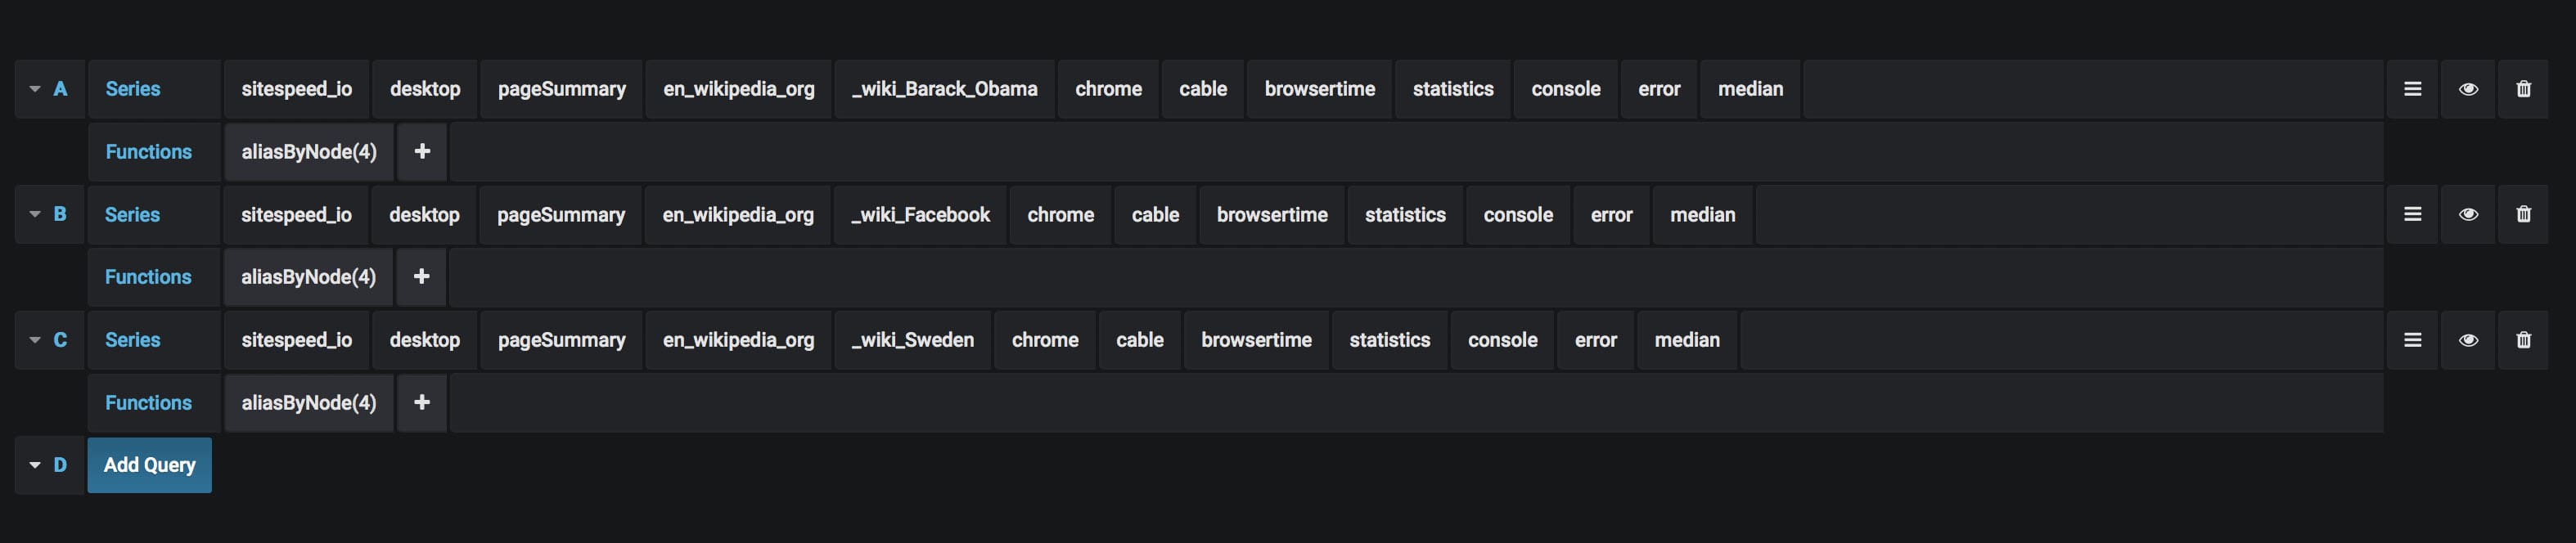 A Series sitespeed_io desktop pageSummary en_wikipedia_org _wiki_Barack_Obama chrome cable browsertime statistics console error median
Functions aliasByNode(4) +
B Series sitespeed_io desktop pageSummary en_wikipedia_org _wiki_Facebook chrome cable browsertime statistics console error median
Functions aliasByNode(4) +
C Series sitespeed_io desktop pageSummary en_wikipedia_org _wiki_Sweden chrome cable browsertime statistics console error median
Functions aliasByNode(4) +
D Add Query